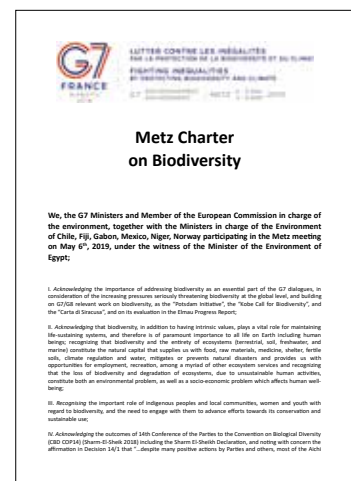 G7
FRANCE
LUTTER CONTRE LES INÉGALITÉS
PAR LA PROTECTION DE LA BIODIVERSITÉ ET DU CLIMAT
FIGHTING INEQUALITIES
BY PROTECTING BIODIVERSITY AND CLIMATE
G7 METZ 2019
Metz Charter
on Biodiversity
We, the G7 Ministers and Member of the European Commission in charge of
the environment, together with the Ministers in charge of the Environment
of Chile, Fiji, Gabon, Mexico, Niger, Norway participating in the Metz meeting
on May 6th, 2019, under the witness of the Minister of the Environment of
Egypt;
I. Acknowledging the importance of addressing biodiversity as an essential part of the G7 dialogues, in
consideration of the increasing pressures seriously threatening biodiversity at the global level, and building
on G7/G8 relevant work on biodiversity, as the "Potsdam Initiative", the "Kobe Call for Biodiversity", and
the "Carta di Siracusa", and on its evaluation in the Elmau Progress Report;
II. Acknowledging that biodiversity, in addition to having intrinsic values, plays a vital role for maintaining
life-sustaining systems, and therefore is of paramount importance to all life on Earth including human
beings; recognizing that biodiversity and the entirety of ecosystems (terrestrial, soil, freshwater, and
marine) constitute the natural capital that supplies us with food, raw materials, medicine, shelter, fertile
soils, climate regulation and water, mitigates or prevents natural disasters and provides us with
opportunities for employment, recreation, among a myriad of other ecosystem services and recognizing
that the loss of biodiversity and degradation of ecosystems, due to unsustainable human activities,
constitute both an environmental problem, as well as a socio-economic problem which affects human well-
being;
III. Recognising the important role of indigenous peoples and local communities, women and youth with
regard to biodiversity, and the need to engage with them to advance efforts towards its conservation and
sustainable use;
IV. Acknowledging the outcomes of 14th Conference of the Parties to the Convention on Biological Diversity
(CBD COP14) (Sharm-El-Sheik 2018) including the Sharm El-Sheikh Declaration, and noting with concern the
affirmation in Decision 14/1 that "...despite many positive actions by Parties and others, most of the Aichi